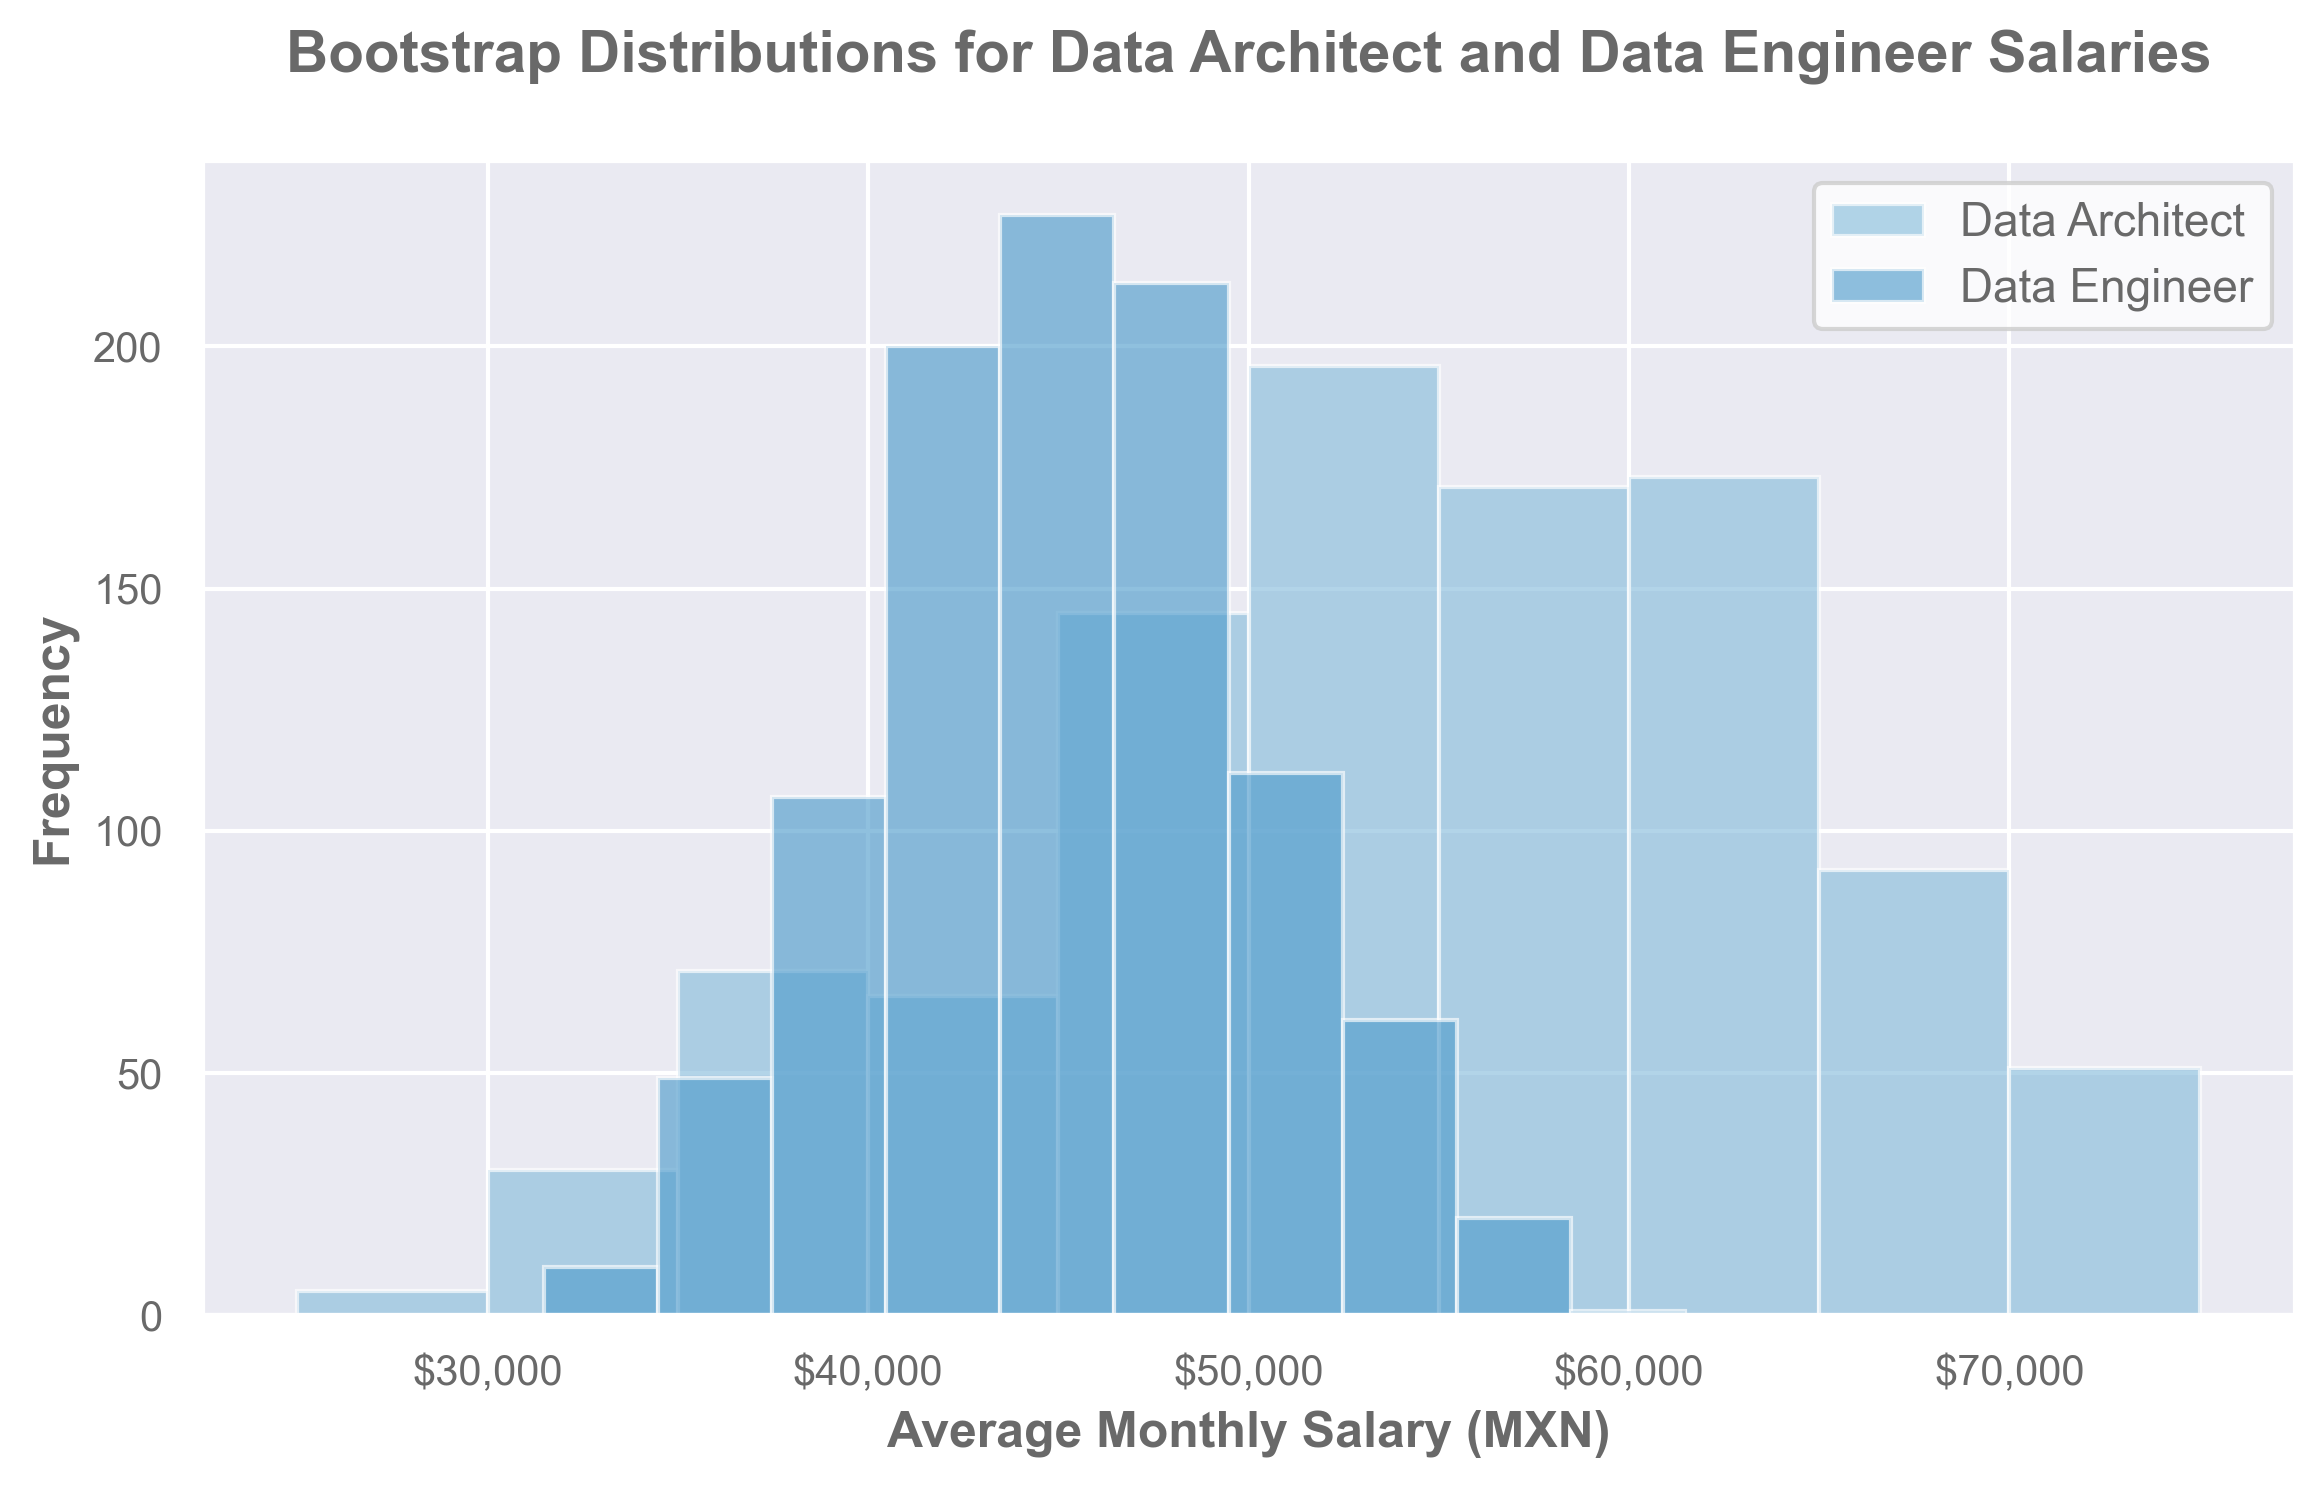 Bootstrap Distributions for Data Architect and Data Engineer Salaries
Data Architect
Data Engineer
Frequency
200
150
100
50
0
$30,000 $40,000 $50,000 $60,000 $70,000
Average Monthly Salary (MXN)